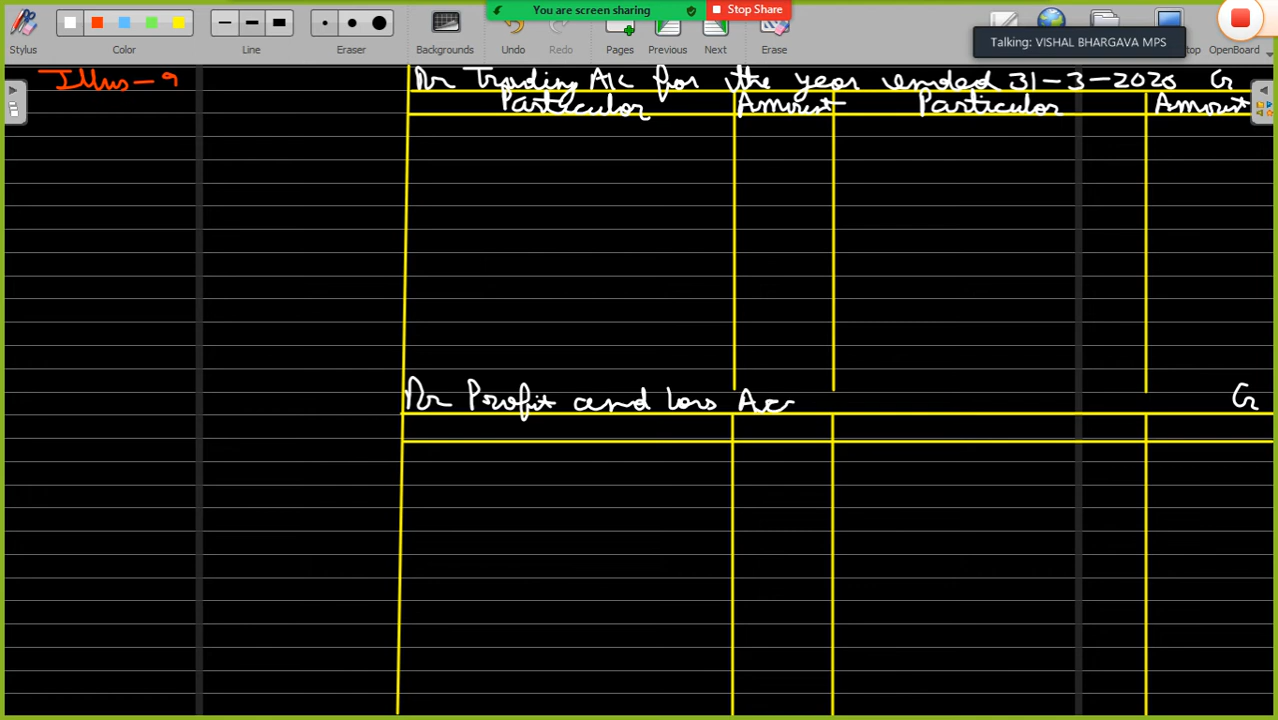 You are screen sharing Stop Share
Stylus Color Line Eraser Backgrounds Undo Redo Pages Previous Next Erase OpenBoard
Talking: VISHAL BHARGAVA MPS
Illus-9
Dr Trading A/C for the year ended 31-3-2020 Cr
Particular Amount Particular Amount
Dr Profit and Loss A/c Cr